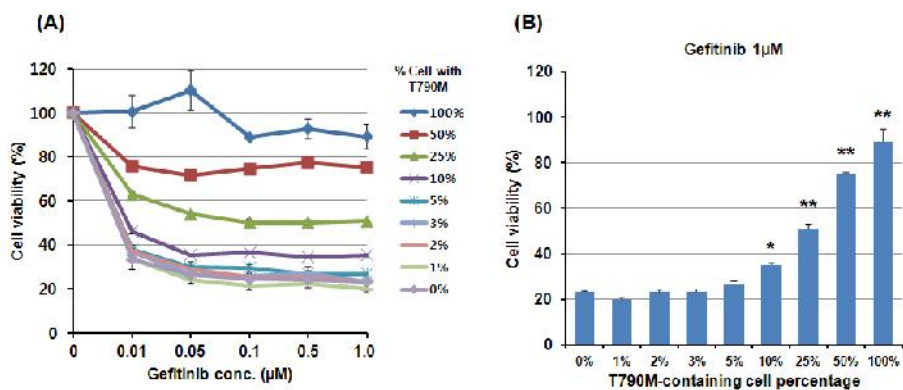 (A)
120
100
80
60
40
20
0
Cell viability (%)
0 0.01 0.05 0.1 0.5 1.0
Gefitinib conc. (µM)
% Cell with
T790M
100%
50%
25%
10%
5%
3%
2%
1%
0%
(B)
Gefitinib 1µM
120
100
80
60
40
20
0
Cell viability (%)
*
**
**
**
0% 1% 2% 3% 5% 10% 25% 50% 100%
T790M-containing cell percentage